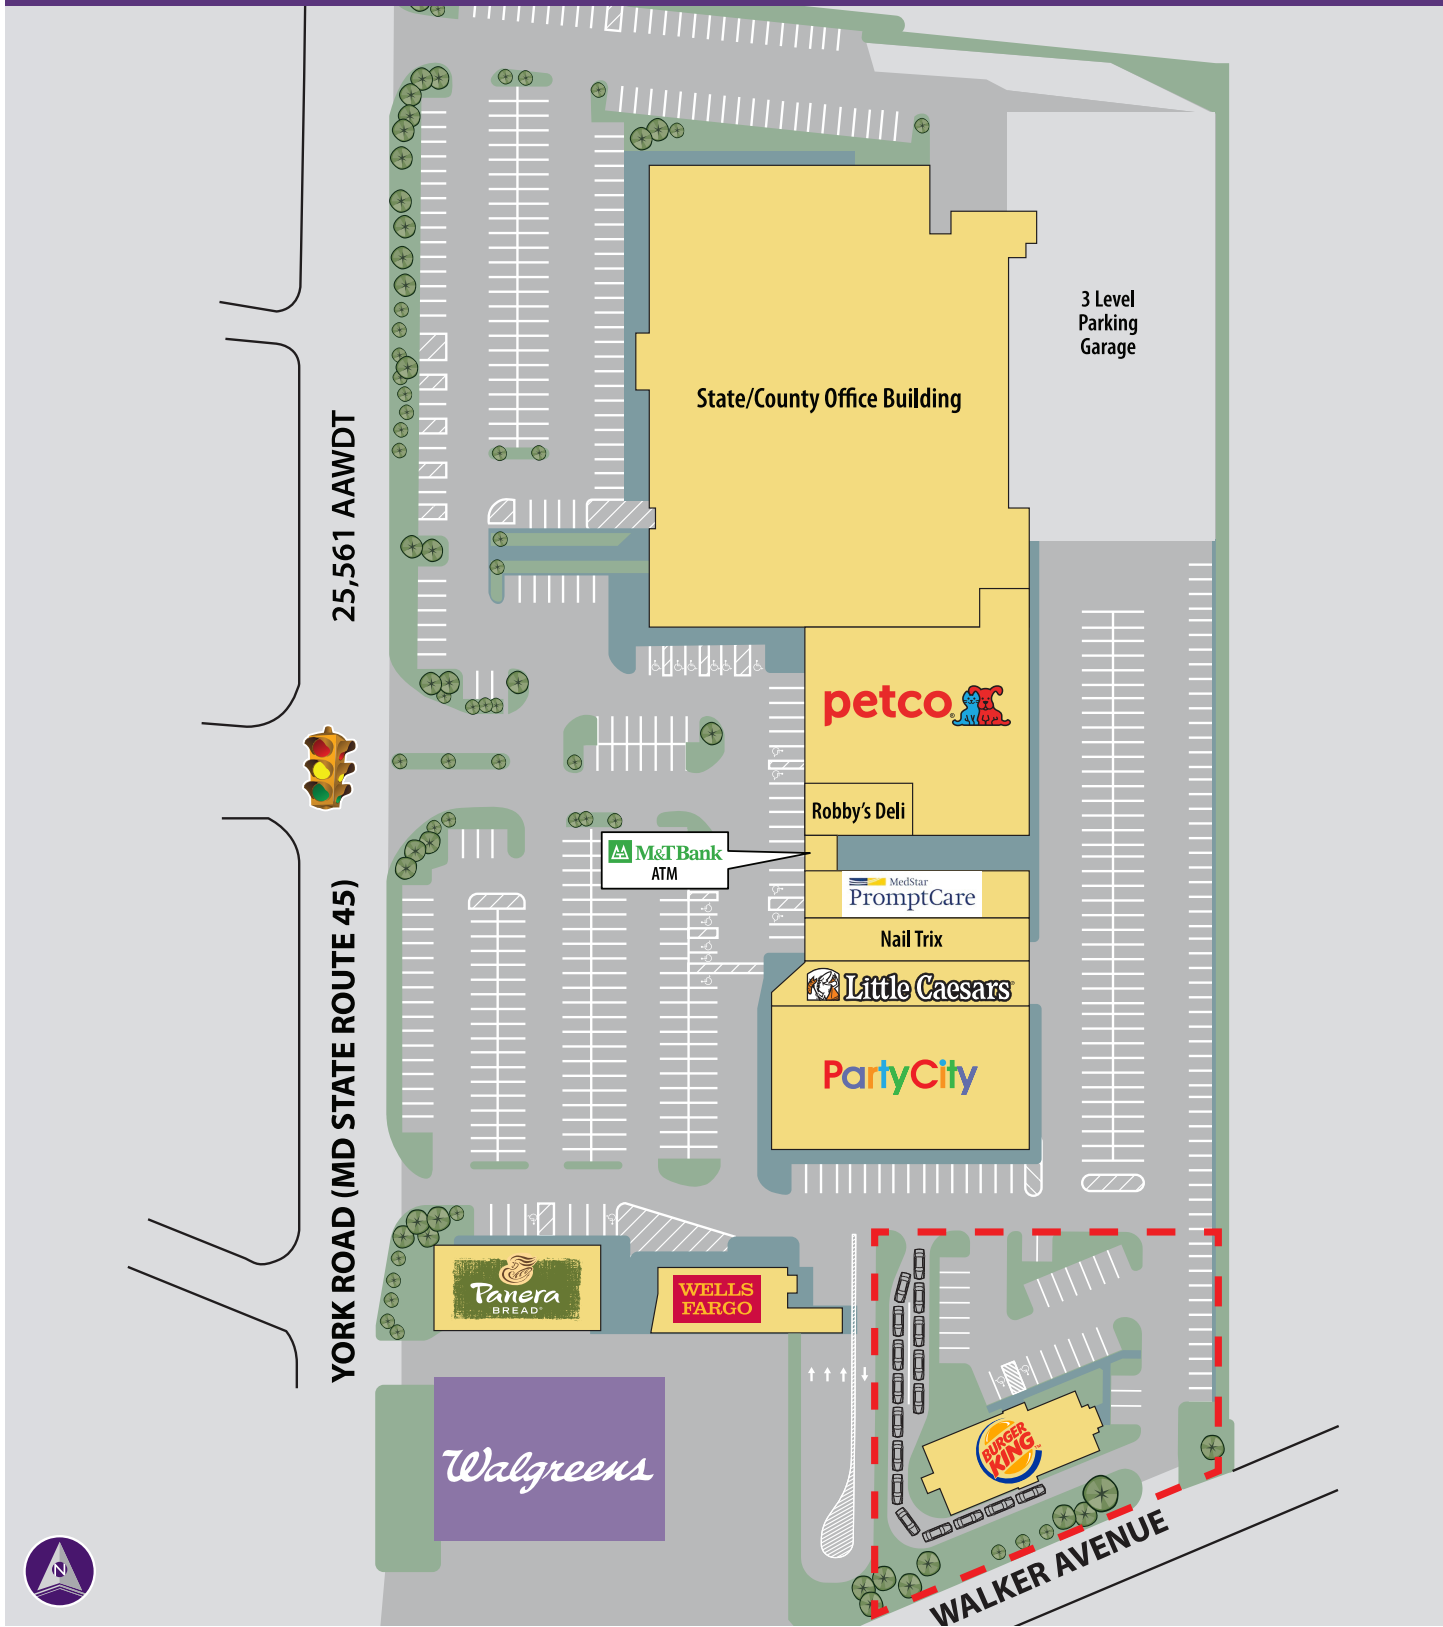 3 Level
Parking
Garage
State/County Office Building
25,561 AAWDT
petco
Robby's Deli
M&T Bank
ATM
MedStar
PromptCare
Nail Trix
Little Caesars
PartyCity
YORK ROAD (MD STATE ROUTE 45)
Panera
BREAD
WELLS
FARGO
Walgreens
BURGER
KING
WALKER AVENUE
N